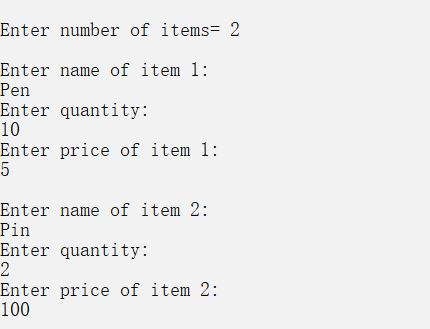 Enter number of items= 2
Enter name of item 1:
Pen
Enter quantity:
10
Enter price of item 1:
5
Enter name of item 2:
Pin
Enter quantity:
2
Enter price of item 2:
100